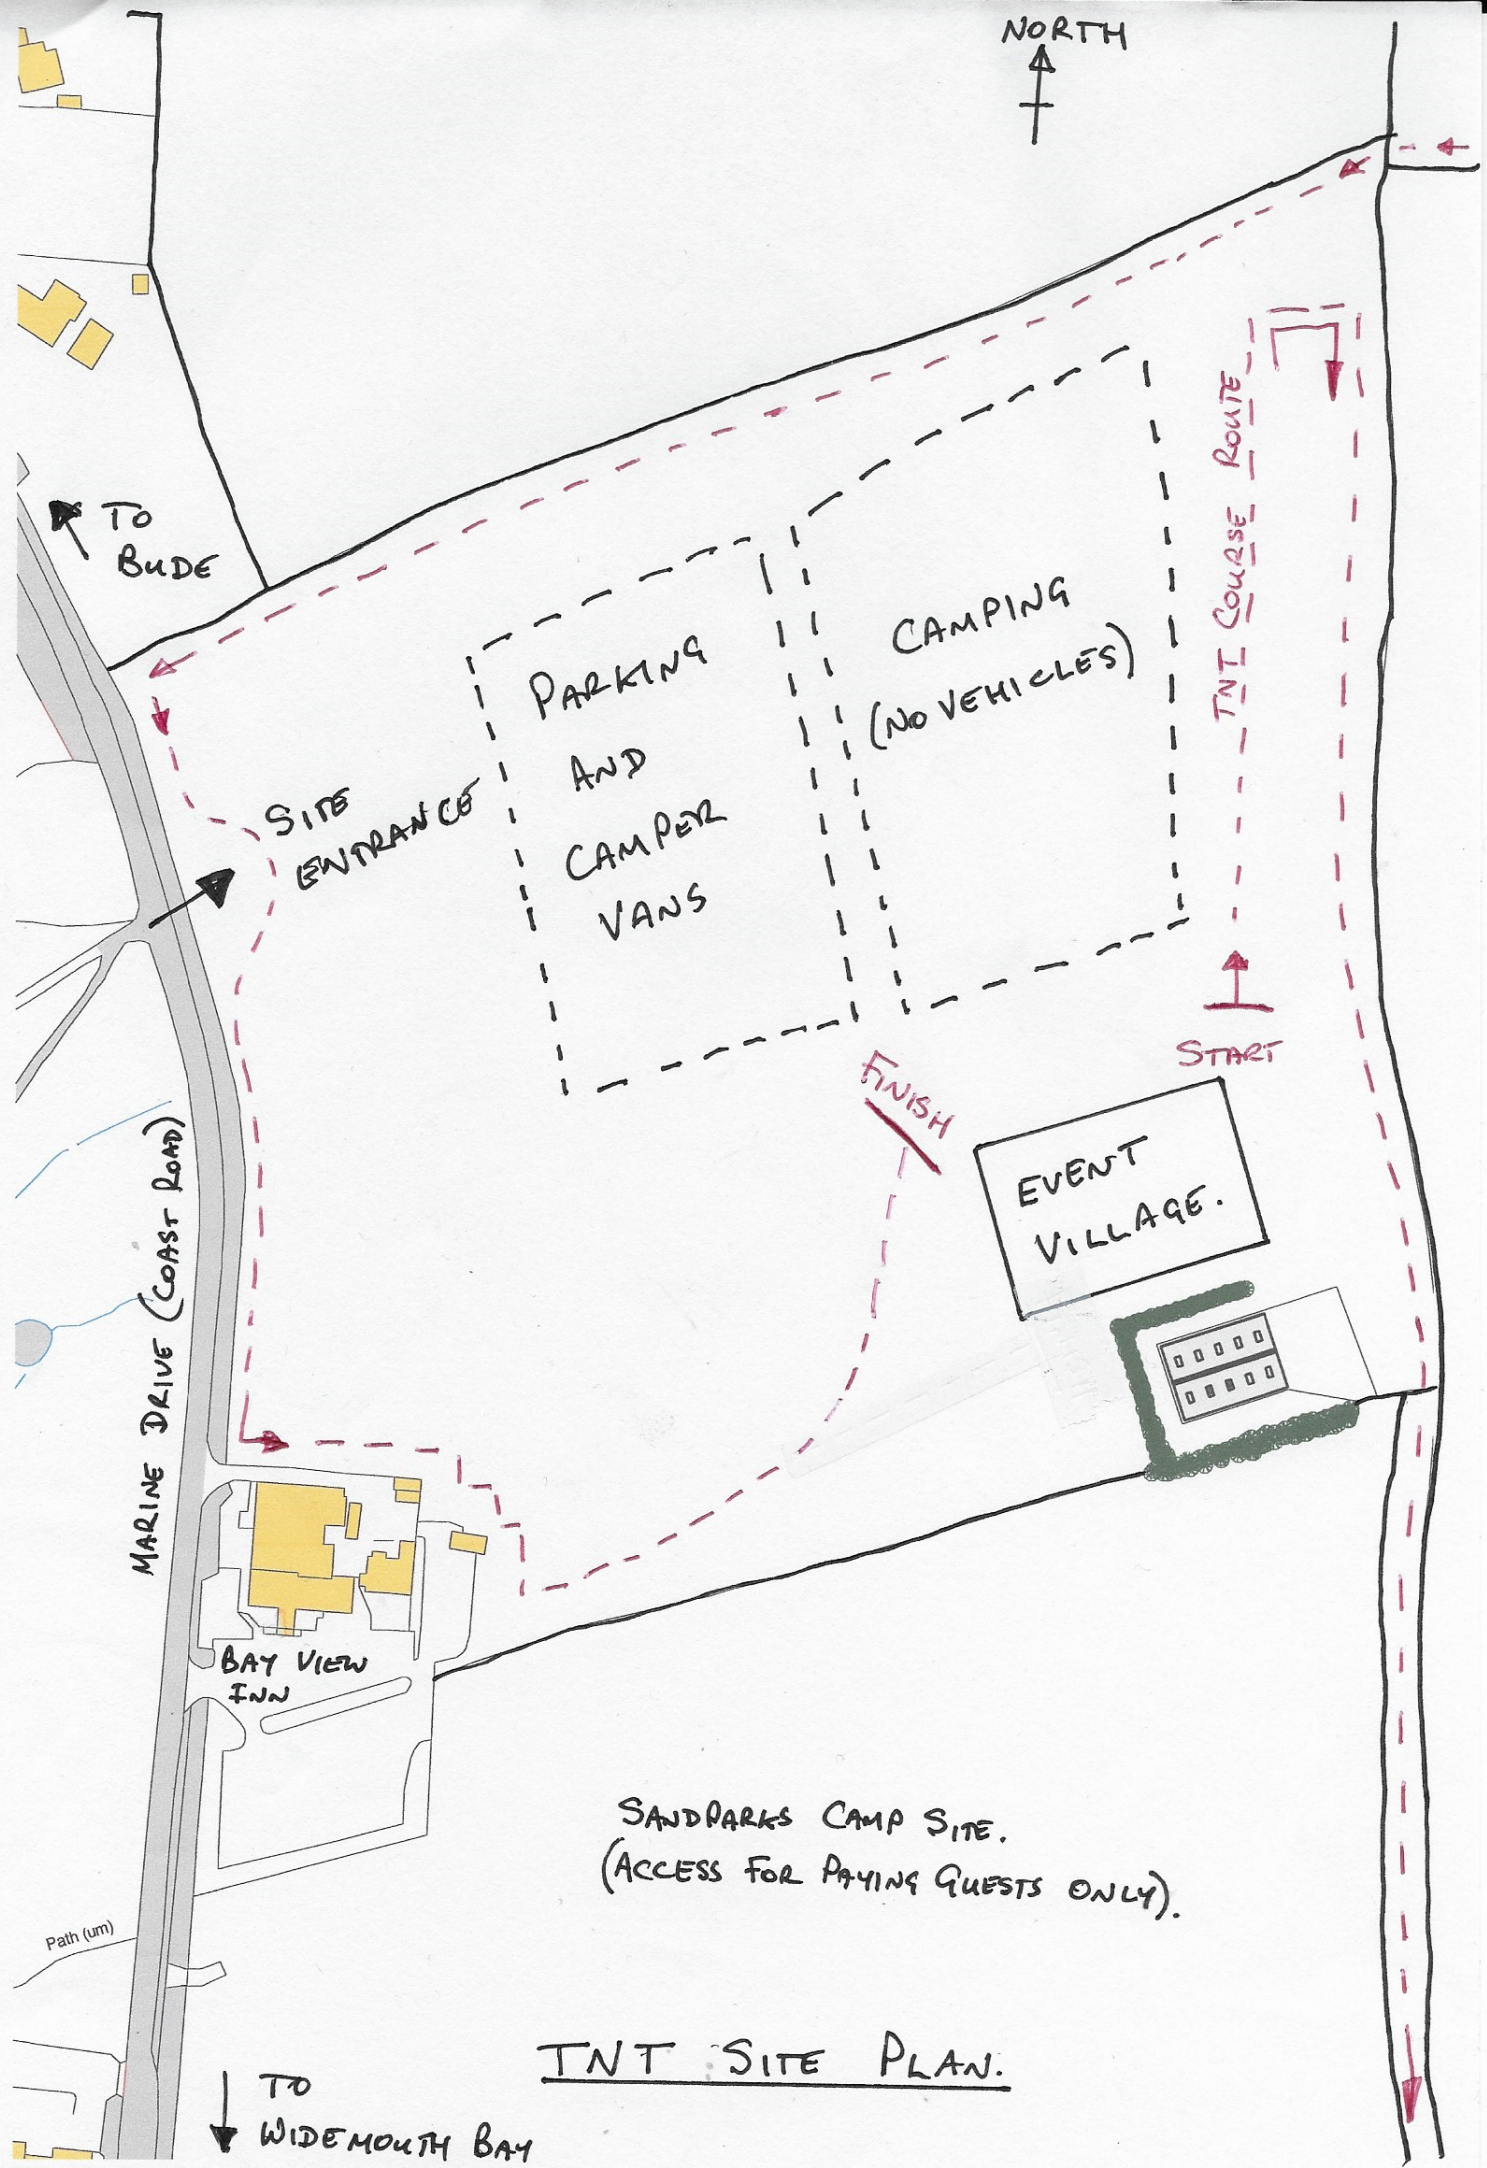 NORTH
TO
BUDE
TNT COURSE ROUTE
PARKING
AND
CAMPER
VANS
CAMPING
(NO VEHICLES)
SITE
ENTRANCE
START
FINISH
EVENT
VILLAGE.
MARINE DRIVE (COAST ROAD)
BAY VIEW
INN
SANDPARKS CAMP SITE.
(ACCESS FOR PAYING GUESTS ONLY).
Path (um)
TNT SITE PLAN.
TO
WIDEMOUTH BAY